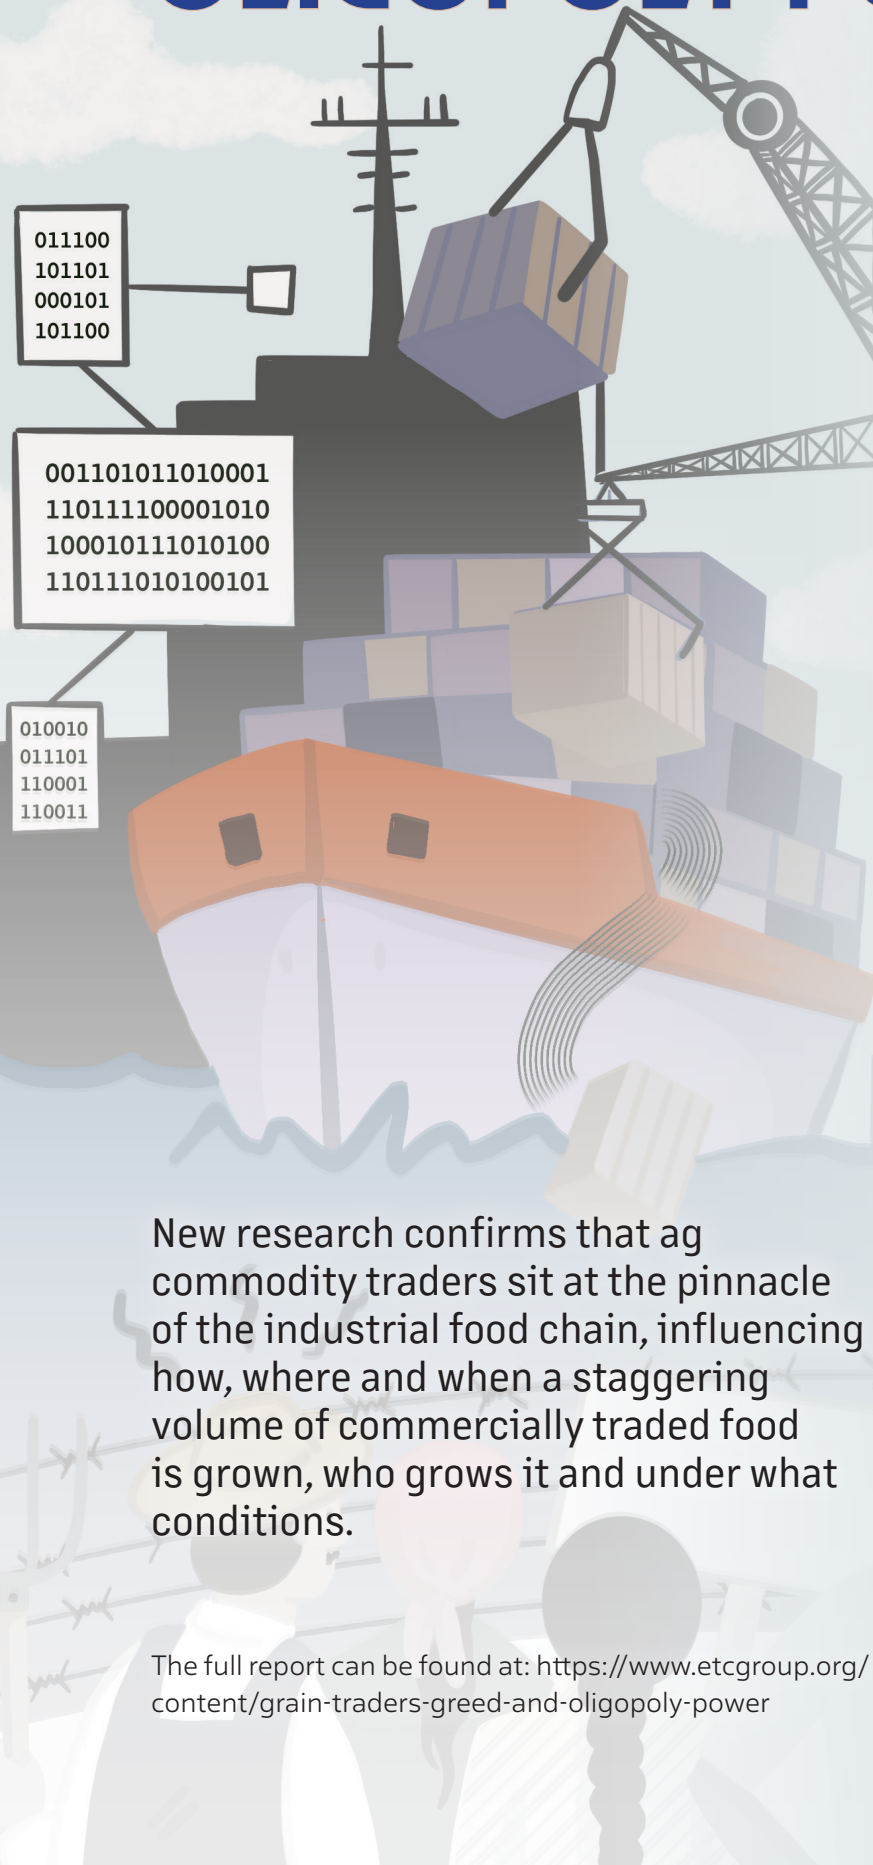 011100
101101
000101
101100
001101011010001
110111100001010
100010111010100
110111010100101
010010
011101
110001
110011
New research confirms that ag
commodity traders sit at the pinnacle
of the industrial food chain, influencing
how, where and when a staggering
volume of commercially traded food
is grown, who grows it and under what
conditions.
The full report can be found at: https://www.etcgroup.org/
content/grain-traders-greed-and-oligopoly-power